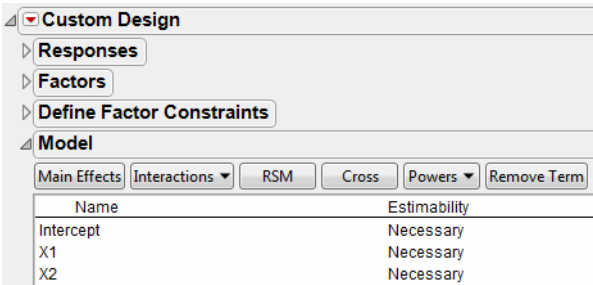 Custom Design
Responses
Factors
Define Factor Constraints
Model
Main Effects Interactions RSM Cross Powers Remove Term
Name Estimability
Intercept Necessary
X1 Necessary
X2 Necessary